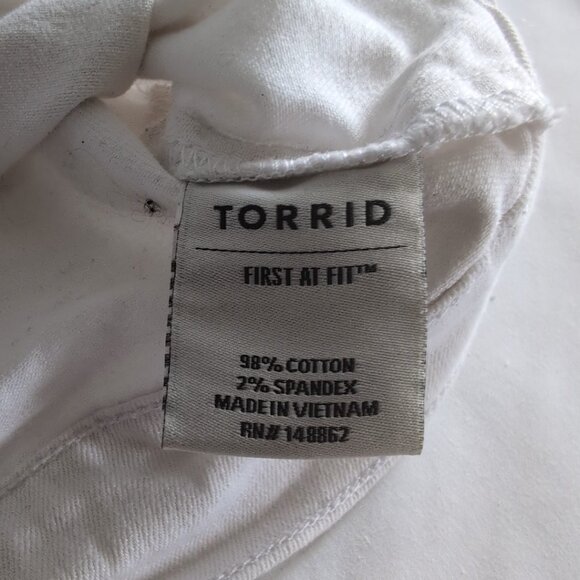 TORRID
FIRST AT FIT™
98% COTTON
2% SPANDEX
MADE IN VIETNAM
RN# 148862